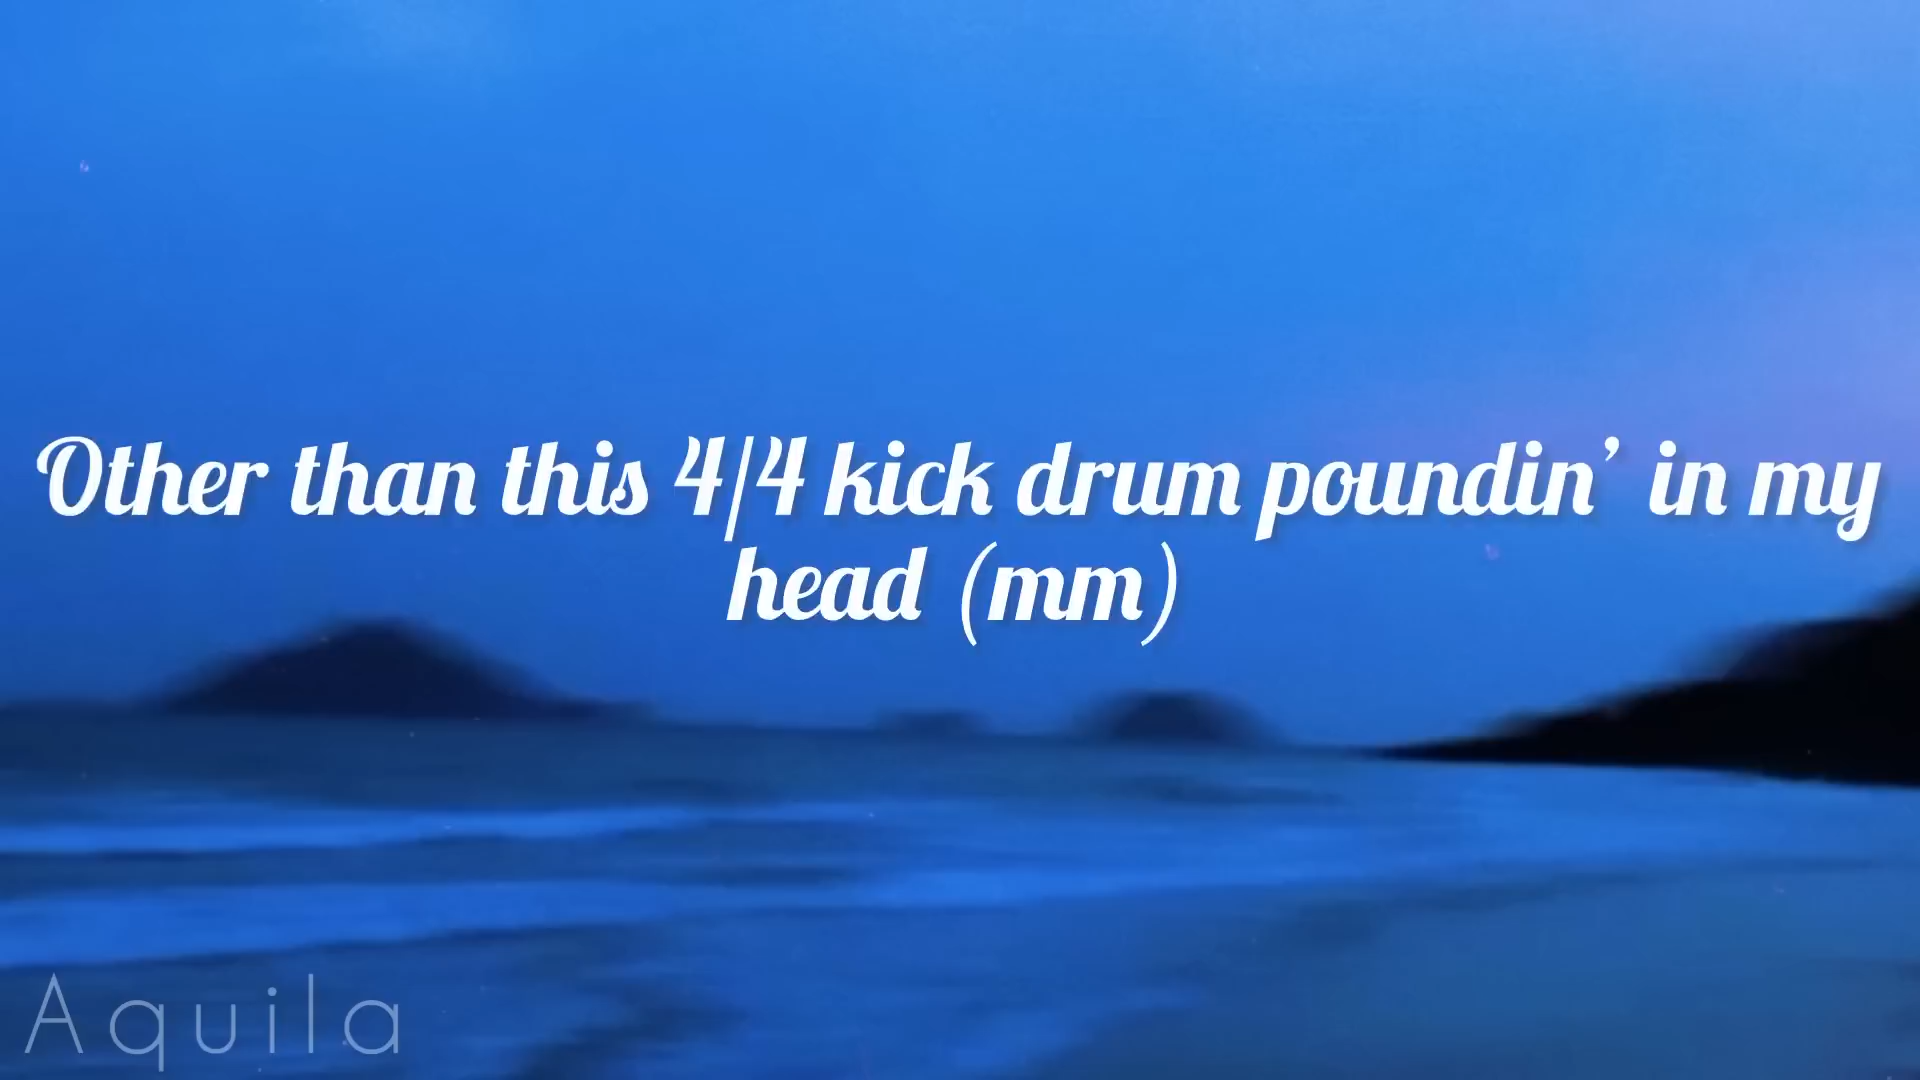 Other than this 4/4 kick drum poundin’ in my
head (mm)
Aquila